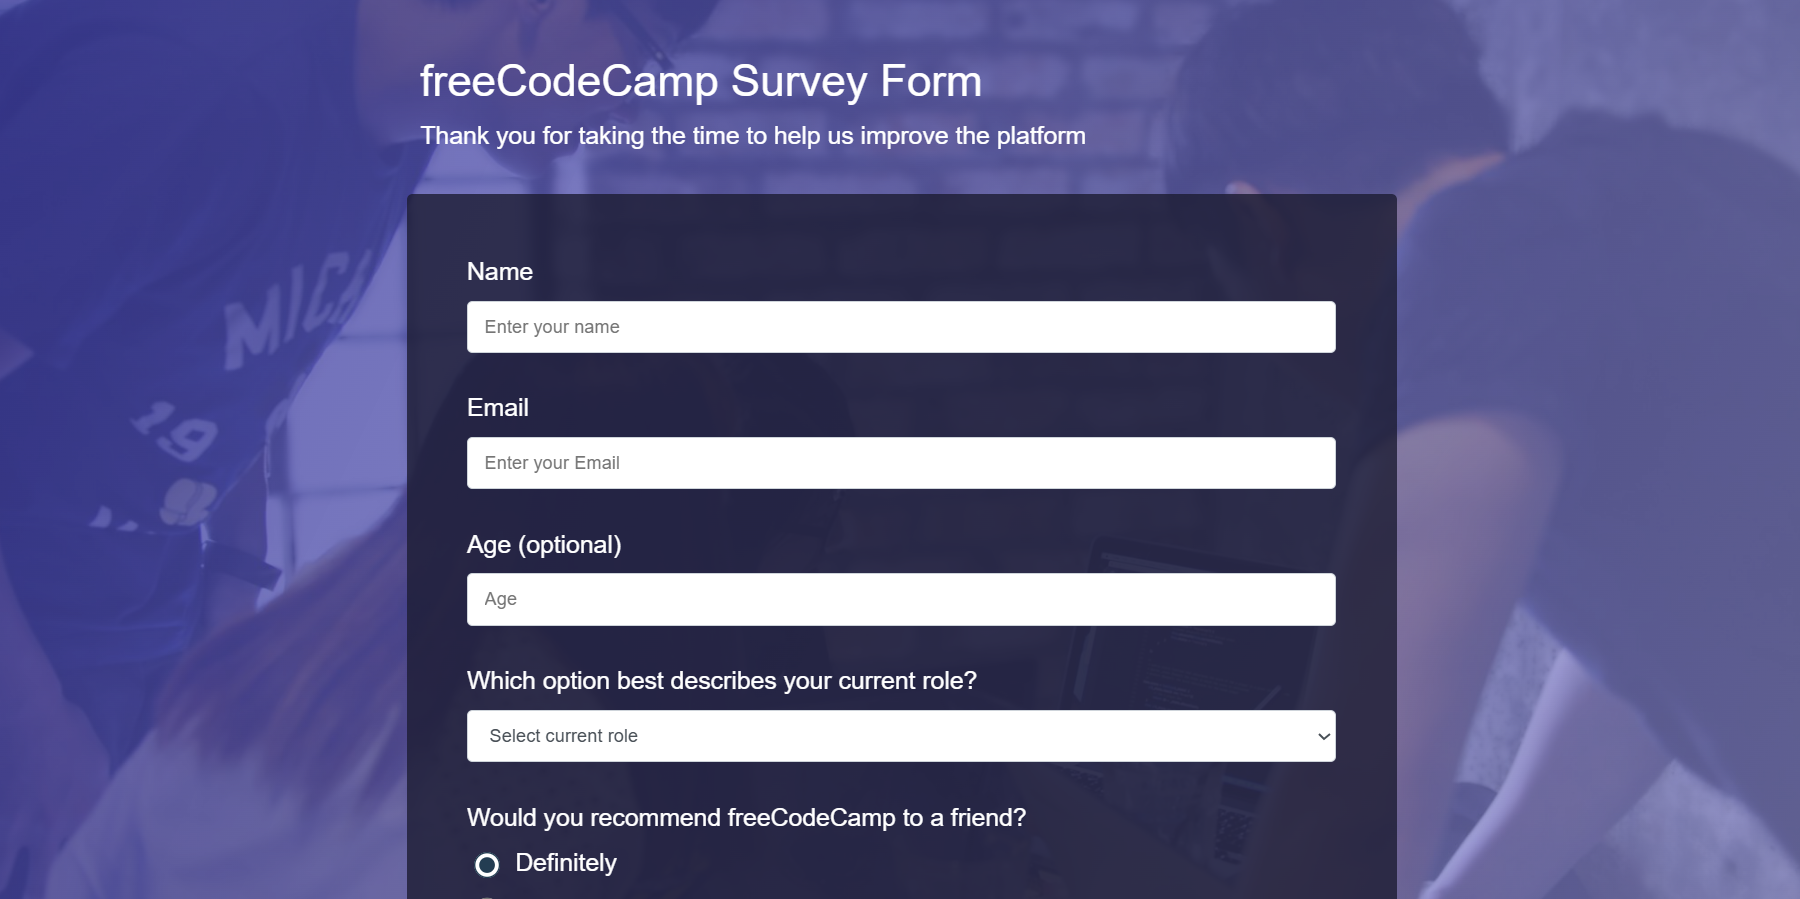 freeCodeCamp Survey Form
Thank you for taking the time to help us improve the platform
Name
Enter your name
Email
Enter your Email
Age (optional)
Age
Which option best describes your current role?
Select current role
Would you recommend freeCodeCamp to a friend?
Definitely
19